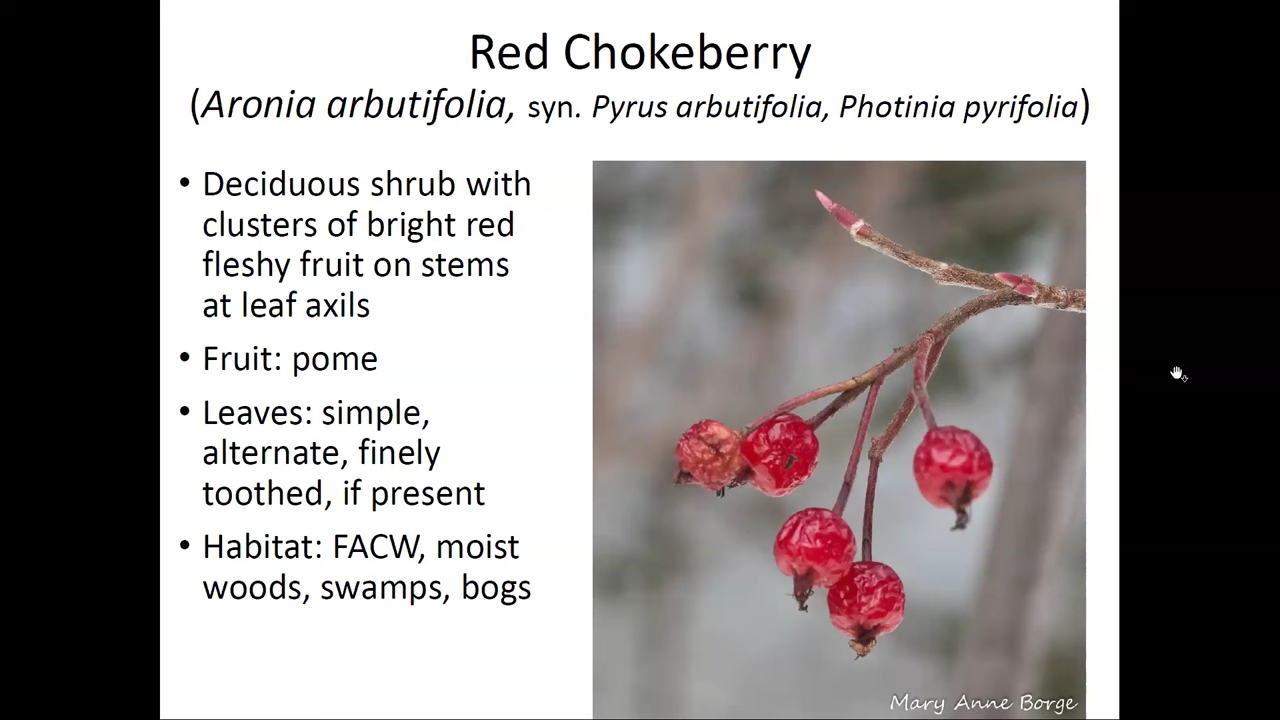 Red Chokeberry
(Aronia arbutifolia, syn. Pyrus arbutifolia, Photinia pyrifolia)
• Deciduous shrub with
clusters of bright red
fleshy fruit on stems
at leaf axils
• Fruit: pome
• Leaves: simple,
alternate, finely
toothed, if present
• Habitat: FACW, moist
woods, swamps, bogs
Mary Anne Borge